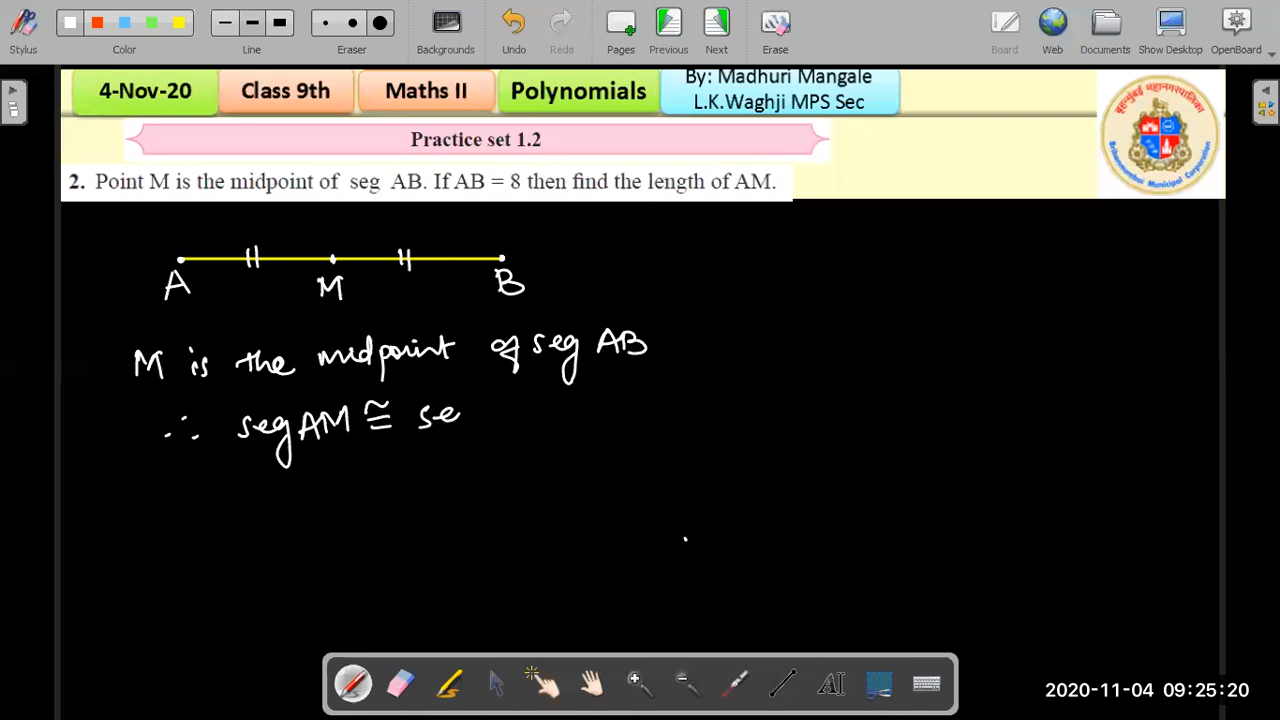 Stylus Color Line Eraser Backgrounds Undo Redo Pages Previous Next Erase Board Web Documents Show Desktop OpenBoard
4-Nov-20 Class 9th Maths II Polynomials By: Madhuri Mangale
L.K.Waghji MPS Sec
Practice set 1.2
2. Point M is the midpoint of seg AB. If AB = 8 then find the length of AM.
A M B
M is the midpoint of seg AB
∴ seg AM ≅ se
2020-11-04 09:25:20